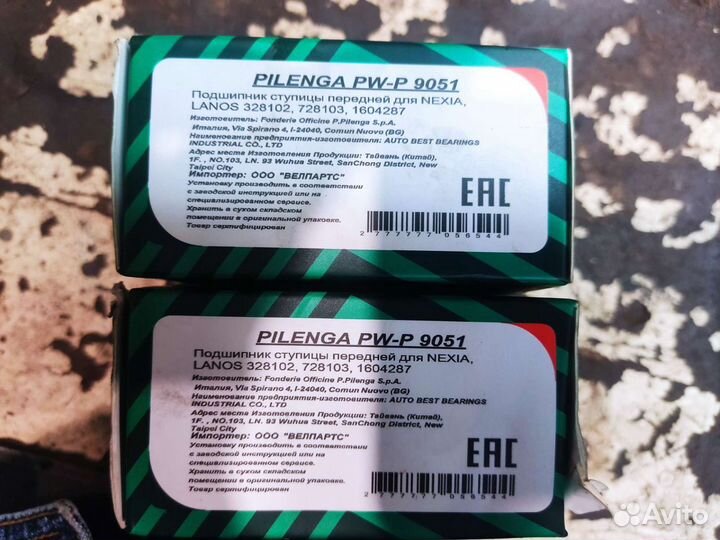 PILENGA PW-P 9051
Подшипник ступицы передней для NEXIA,
LANOS 328102, 728103, 1604287
Изготовитель: Fonderie Officine P.Pilenga S.p.A.
Италия, Via Spirano 4, I-24040, Comun Nuovo (BG)
Наименование предприятия-изготовителя: AUTO BEST BEARINGS
INDUSTRIAL CO., LTD
Адрес места Изготовления Продукции: Тайвань (Китай),
1F. , NO.103, LN. 93 Wuhua Street, SanChong District, New
Taipei City
Импортер: ООО "ВЕЛПАРТС"
Установку производить в соответствии
с заводской инструкцией или на
специализированном сервисе.
Хранить в сухом складском
помещении в оригинальной упаковке.
Товар сертифицирован
EAC
2 777777 056544
PILENGA PW-P 9051
Подшипник ступицы передней для NEXIA,
LANOS 328102, 728103, 1604287
Изготовитель: Fonderie Officine P.Pilenga S.p.A.
Италия, Via Spirano 4, I-24040, Comun Nuovo (BG)
Наименование предприятия-изготовителя: AUTO BEST BEARINGS
INDUSTRIAL CO., LTD
Адрес места Изготовления Продукции: Тайвань (Китай),
1F. , NO.103, LN. 93 Wuhua Street, SanChong District, New
Taipei City
Импортер: ООО "ВЕЛПАРТС"
Установку производить в соответствии
с заводской инструкцией или на
специализированном сервисе.
Хранить в сухом складском
помещении в оригинальной упаковке.
Товар сертифицирован
EAC
2 777777 056544
Avito